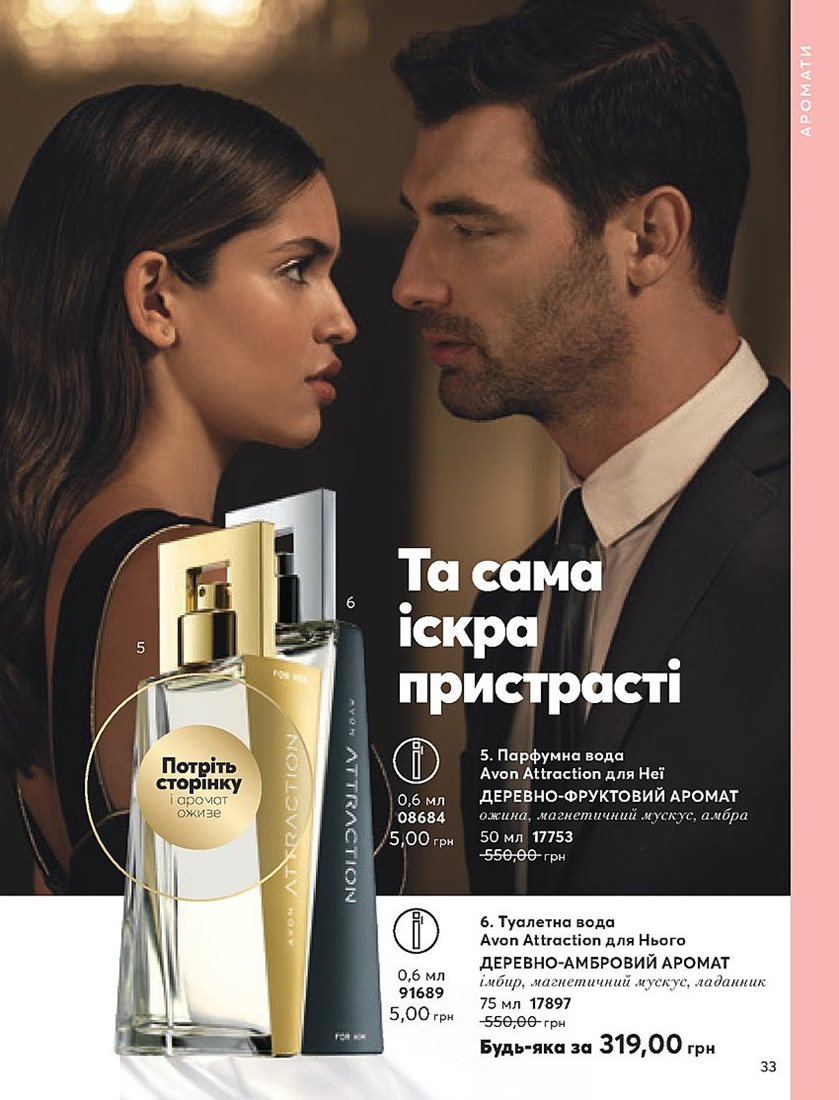 АРОМАТИ
Та сама
іскра
пристрасті
5
6
FOR HER
AVON ATTRACTION
AVON ATTRACTION
FOR HIM
Потріть
сторінку
і аромат
оживе
0,6 мл
08684
5,00 грн
5. Парфумна вода
Avon Attraction для Неї
ДЕРЕВНО-ФРУКТОВИЙ АРОМАТ
ожина, магнетичний мускус, амбра
50 мл 17753
550,00 грн
0,6 мл
91689
5,00 грн
6. Туалетна вода
Avon Attraction для Нього
ДЕРЕВНО-АМБРОВИЙ АРОМАТ
імбир, магнетичний мускус, ладанник
75 мл 17897
550,00 грн
Будь-яка за 319,00 грн
33